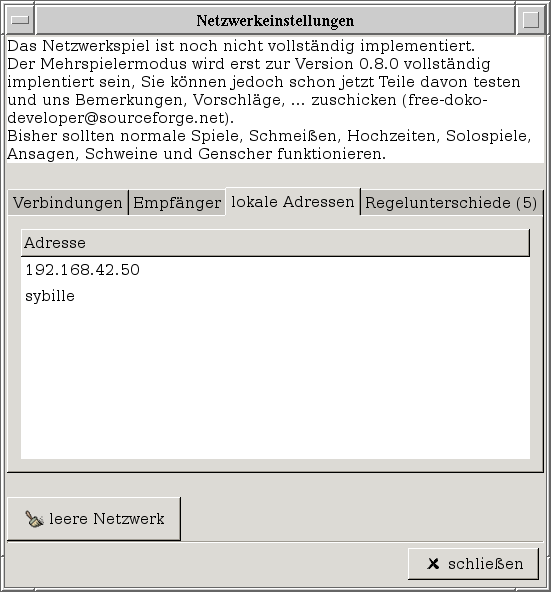 Netzwerkeinstellungen
Das Netzwerkspiel ist noch nicht vollständig implementiert.
Der Mehrspielermodus wird erst zur Version 0.8.0 vollständig
implentiert sein, Sie können jedoch schon jetzt Teile davon testen
und uns Bemerkungen, Vorschläge, ... zuschicken (free-doko-
developer@sourceforge.net).
Bisher sollten normale Spiele, Schmeißen, Hochzeiten, Solospiele,
Ansagen, Schweine und Genscher funktionieren.
Verbindungen Empfänger lokale Adressen Regelunterschiede (5)
Adresse
192.168.42.50
sybille
leere Netzwerk
schließen